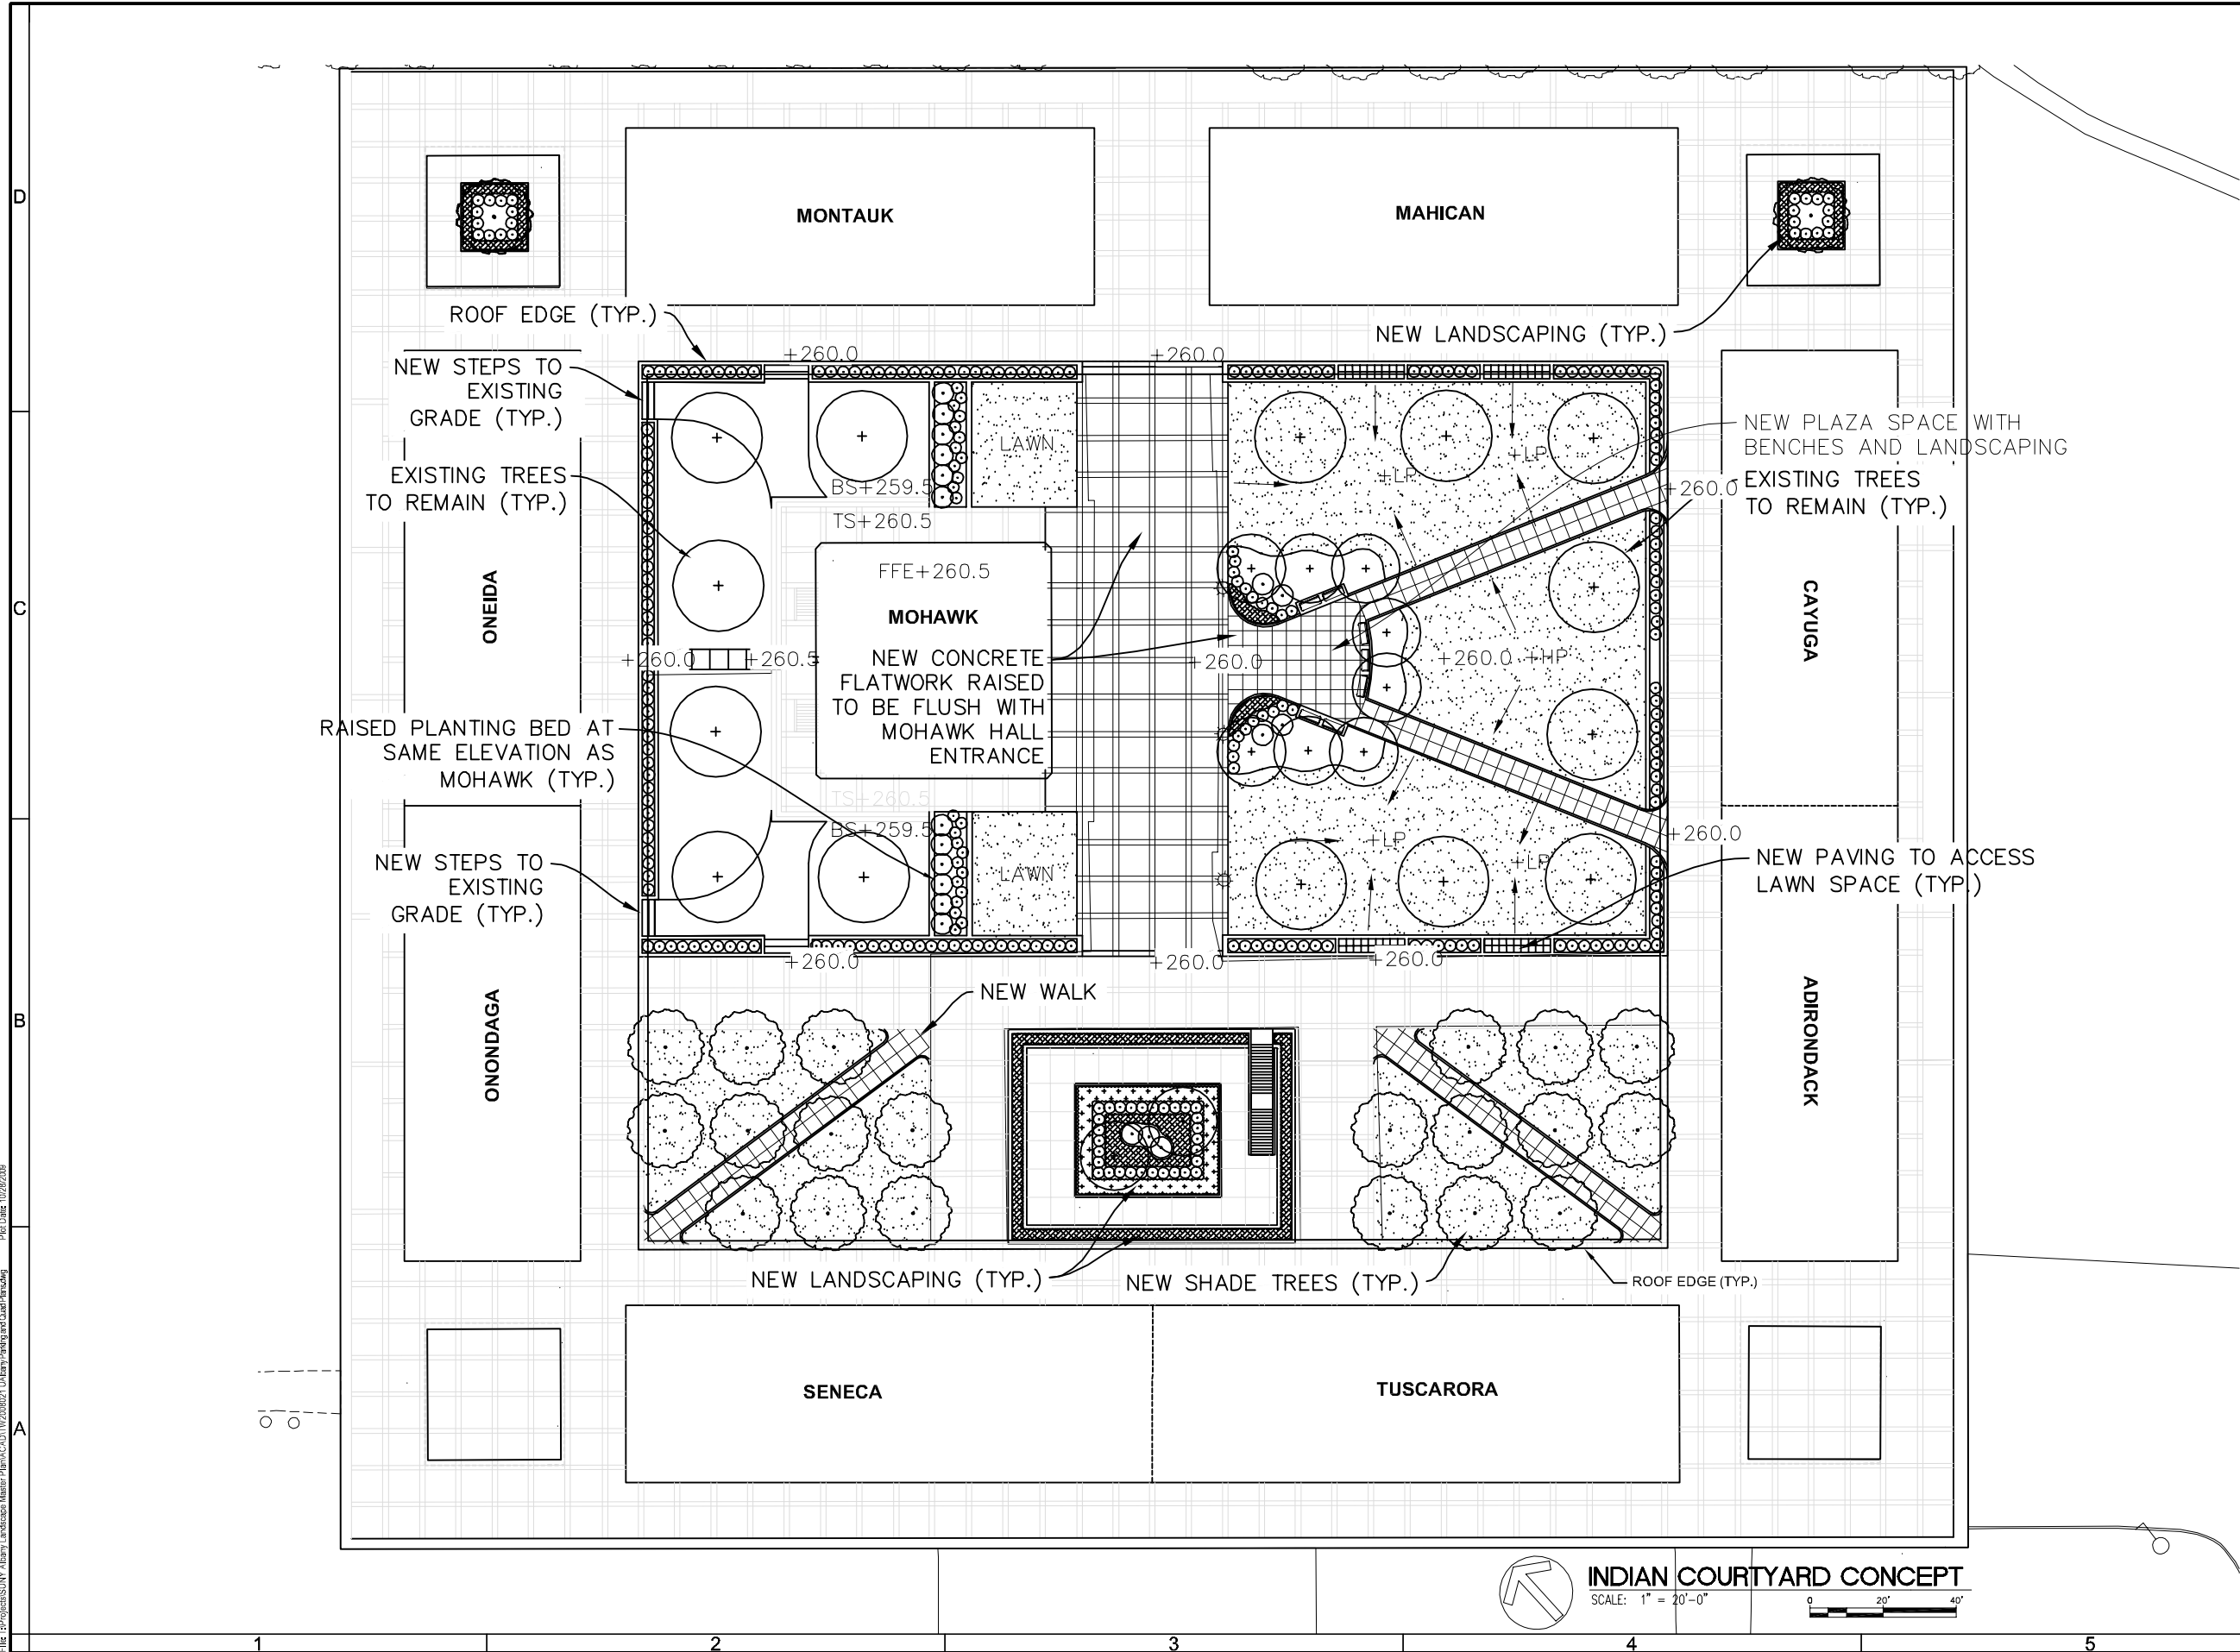 D
C
B
A
MONTAUK
MAHICAN
ROOF EDGE (TYP.)
NEW LANDSCAPING (TYP.)
+260.0
+260.0
NEW STEPS TO
EXISTING
GRADE (TYP.)
NEW PLAZA SPACE WITH
BENCHES AND LANDSCAPING
LAWN
+LP
+LP
EXISTING TREES
TO REMAIN (TYP.)
BS+259.5
TS+260.5
+260.0
EXISTING TREES
TO REMAIN (TYP.)
FFE+260.5
ONEIDA
MOHAWK
CAYUGA
+260.0
+260.5
+260.0
+260.0
+HP
NEW CONCRETE
FLATWORK RAISED
TO BE FLUSH WITH
MOHAWK HALL
ENTRANCE
RAISED PLANTING BED AT
SAME ELEVATION AS
MOHAWK (TYP.)
TS+260.5
BS+259.5
+LP
+LP
+260.0
NEW STEPS TO
EXISTING
GRADE (TYP.)
LAWN
NEW PAVING TO ACCESS
LAWN SPACE (TYP.)
+260.0
+260.0
+260.0
NEW WALK
ONONDAGA
ADIRONDACK
NEW LANDSCAPING (TYP.)
NEW SHADE TREES (TYP.)
ROOF EDGE (TYP.)
SENECA
TUSCARORA
INDIAN COURTYARD CONCEPT
SCALE: 1" = 20'-0"
0 20' 40'
1 2 3 4 5